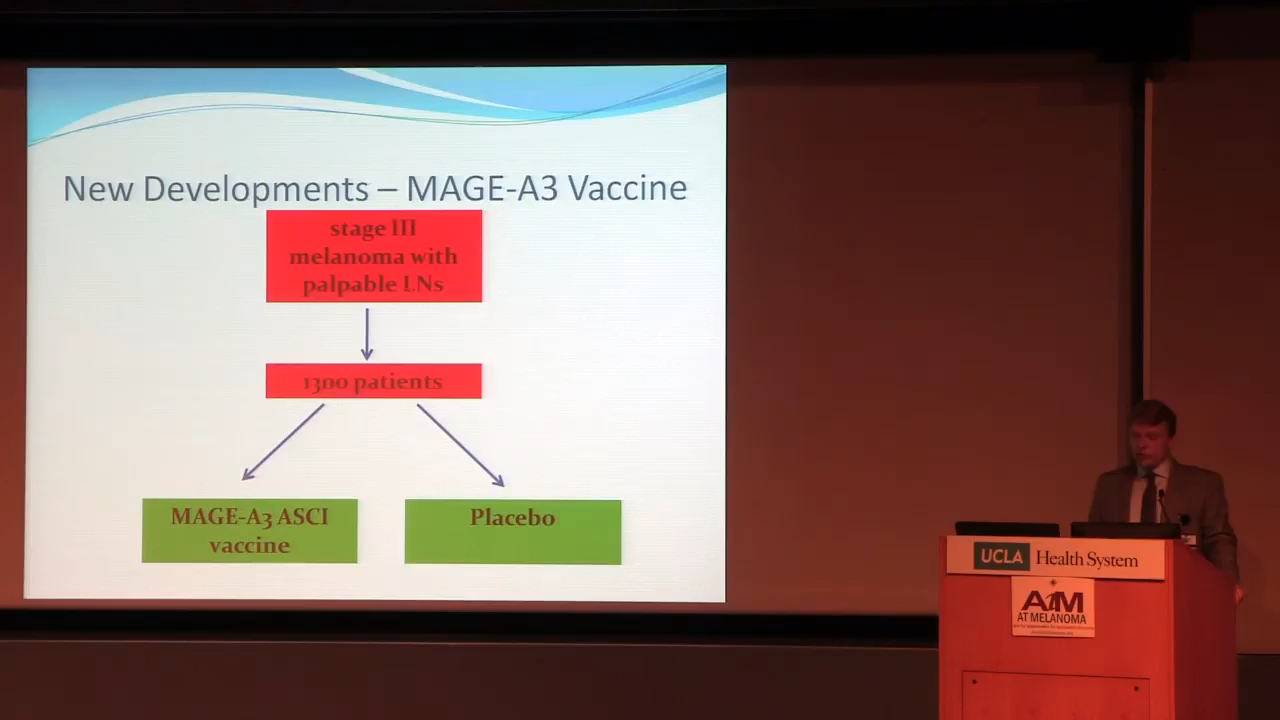 New Developments – MAGE-A3 Vaccine
stage III
melanoma with
palpable LNs
1300 patients
MAGE-A3 ASCI
vaccine
Placebo
UCLA Health System
AIM
AT MELANOMA